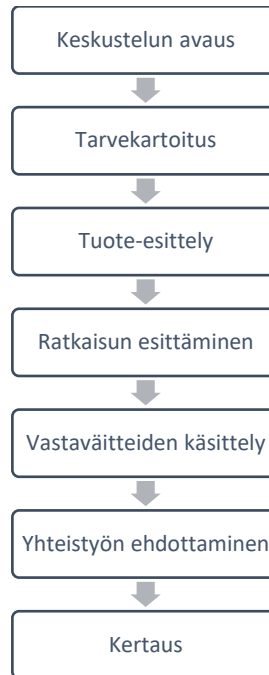 Keskustelun avaus
Tarvekartoitus
Tuote-esittely
Ratkaisun esittäminen
Vastaväitteiden käsittely
Yhteistyön ehdottaminen
Kertaus